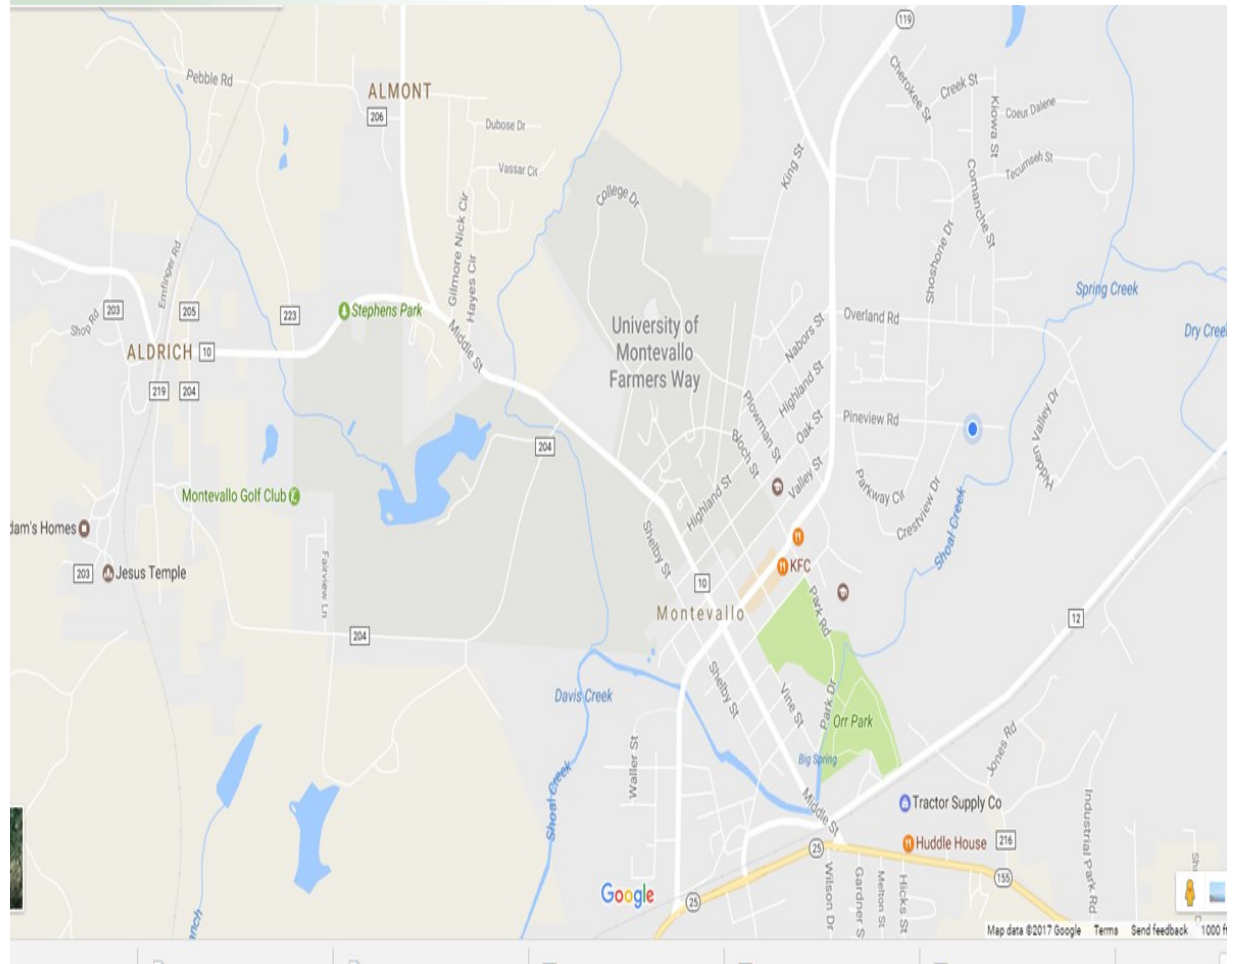 119
Pebble Rd
ALMONT
206
Cherokee St
Creek St
Kiowa St
Coeur Dalene
Dubose Dr
Vassar Cir
King St
Tecumseh St
Comanche St
College Dr
Gilmore Nick Cir
Hayes Cir
Shoshone Dr
Emfinger Rd
Spring Creek
203
Shop Rd
205
223
Stephens Park
Middle St
University of
Montevallo
Farmers Way
Nabors St
Overland Rd
Dry Creek
ALDRICH
10
Highland St
219
204
Plowman St
Oak St
Pineview Rd
Hidden Valley Dr
204
Bloch St
Valley St
Parkway Cir
Crestview Dr
Montevallo Golf Club
Highland St
Shoal Creek
dam's Homes
Shelby St
203
Jesus Temple
Fairview Ln
10
KFC
Montevallo
Park Rd
12
204
Davis Creek
Shelby St
Vine St
Park Dr
Orr Park
Waller St
Big Spring
Jones Rd
Shoal Creek
Middle St
Tractor Supply Co
Industrial Park Rd
Huddle House
216
25
155
Wilson Dr
Gardner S
Melton St
Hicks St
Google
25
anch
Map data ©2017 Google
Terms
Send feedback
1000 f